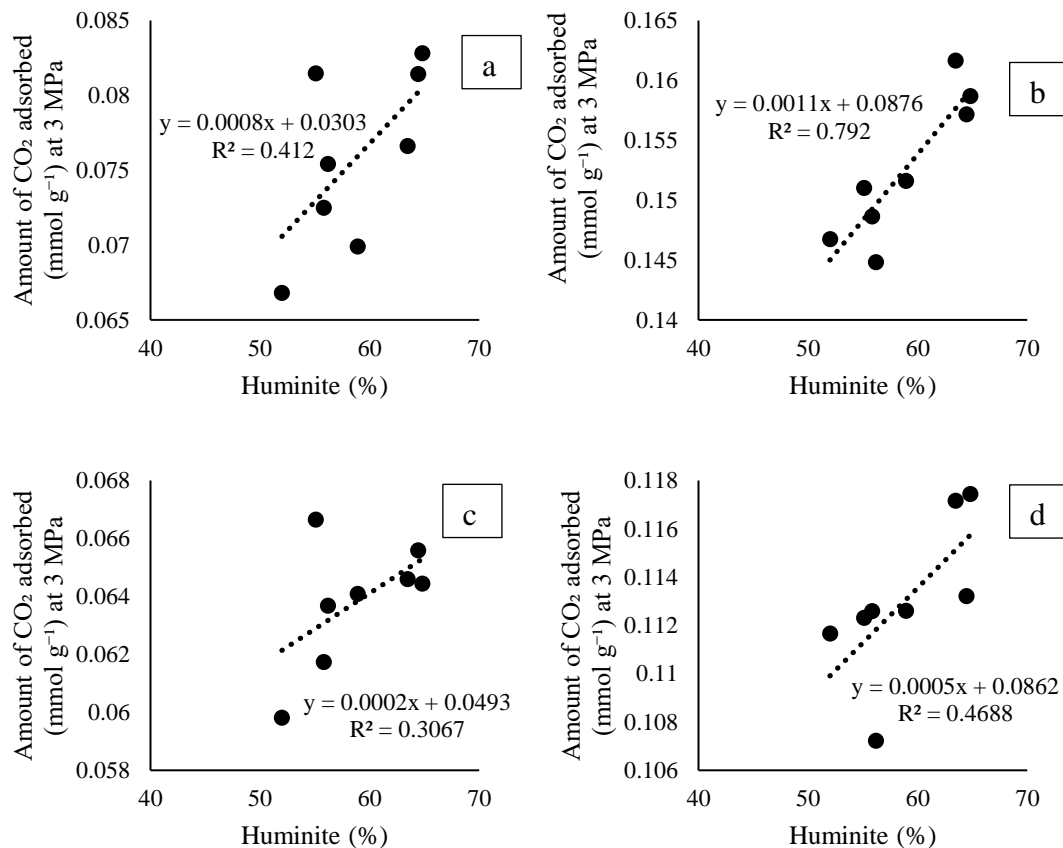 Amount of CO₂ adsorbed
(mmol g⁻¹) at 3 MPa
0.085
0.08
0.075
0.07
0.065
a
y = 0.0008x + 0.0303
R² = 0.412
40 50 60 70
Huminite (%)
Amount of CO₂ adsorbed
(mmol g⁻¹) at 3 MPa
0.165
0.16
0.155
0.15
0.145
0.14
b
y = 0.0011x + 0.0876
R² = 0.792
40 50 60 70
Huminite (%)
Amount of CO₂ adsorbed
(mmol g⁻¹) at 3 MPa
0.068
0.066
0.064
0.062
0.06
0.058
c
y = 0.0002x + 0.0493
R² = 0.3067
40 50 60 70
Huminite (%)
Amount of CO₂ adsorbed
(mmol g⁻¹) at 3 MPa
0.118
0.116
0.114
0.112
0.11
0.108
0.106
d
y = 0.0005x + 0.0862
R² = 0.4688
40 50 60 70
Huminite (%)